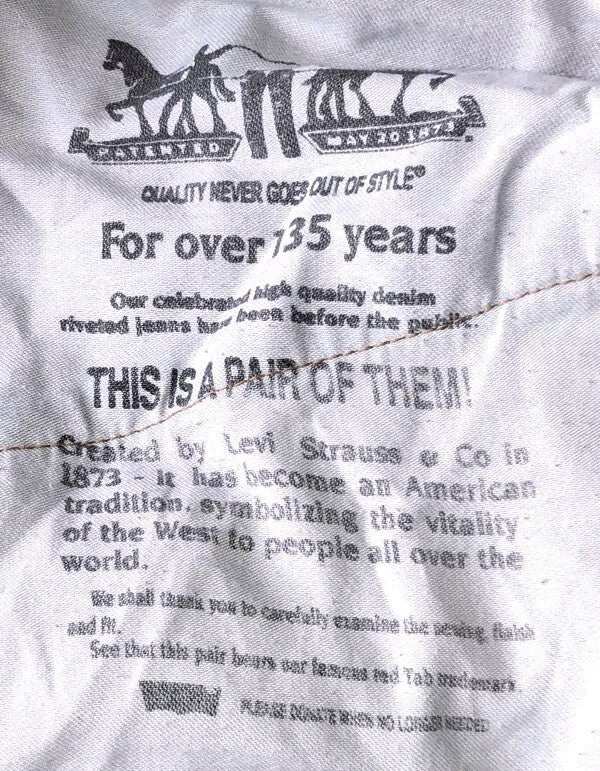 PATENTED MAY 20 1873
QUALITY NEVER GOES OUT OF STYLE®
For over 135 years
Our celebrated high quality denim
riveted jeans have been before the public.
THIS IS A PAIR OF THEM!
Created by Levi Strauss & Co in
1873 - it has become an American
tradition, symbolizing the vitality
of the West to people all over the
world.
We shall thank you to carefully examine the sewing, finish
and fit.
See that this pair bears our famous red Tab trademark.
PLEASE DONATE WHEN NO LONGER NEEDED